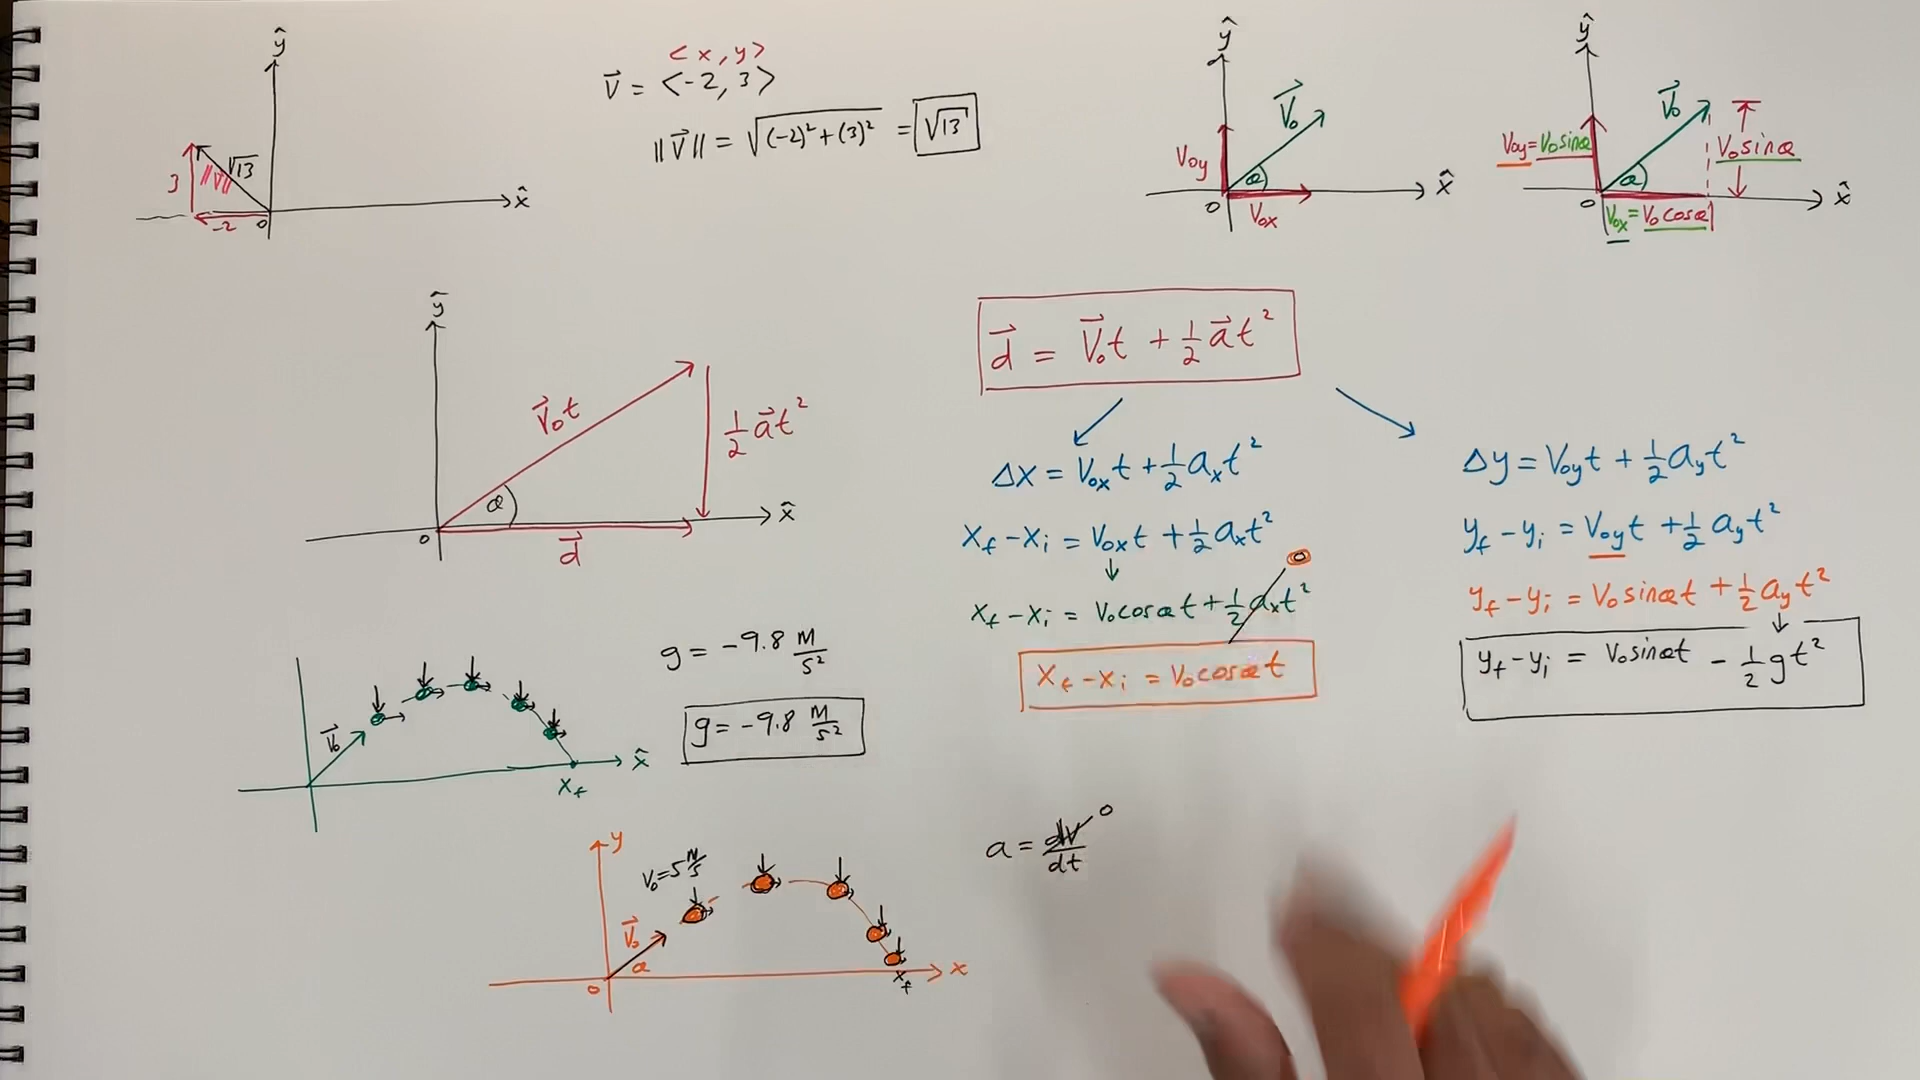 ŷ
x̂
0
3
-2
‖V‖
√13
< x , y >
V⃗ = <-2, 3>
‖V⃗‖ = √(-2)² + (3)² = √13
ŷ
V⃗₀
V₀y
α
x̂
0
V₀x
ŷ
V⃗₀
V₀y = V₀sinα
V₀sinα
α
x̂
0
V₀x = V₀cosα
ŷ
V⃗₀t
½a⃗t²
α
x̂
0
d⃗
d⃗ = V⃗₀t + ½a⃗t²
Δx = V₀xt + ½aₓt²
xf - xi = V₀xt + ½aₓt²
0
xf - xi = V₀cosαt + ½aₓt²
xf - xi = V₀cosαt
Δy = V₀yt + ½ayt²
yf - yi = V₀yt + ½ayt²
yf - yi = V₀sinαt + ½ayt²
yf - yi = V₀sinαt - ½gt²
g = -9.8 M/S²
g = -9.8 M/S²
V⃗₀
x̂
xf
y
V₀=5 M/S
V⃗₀
α
0
x
xf
a = dV/dt
0